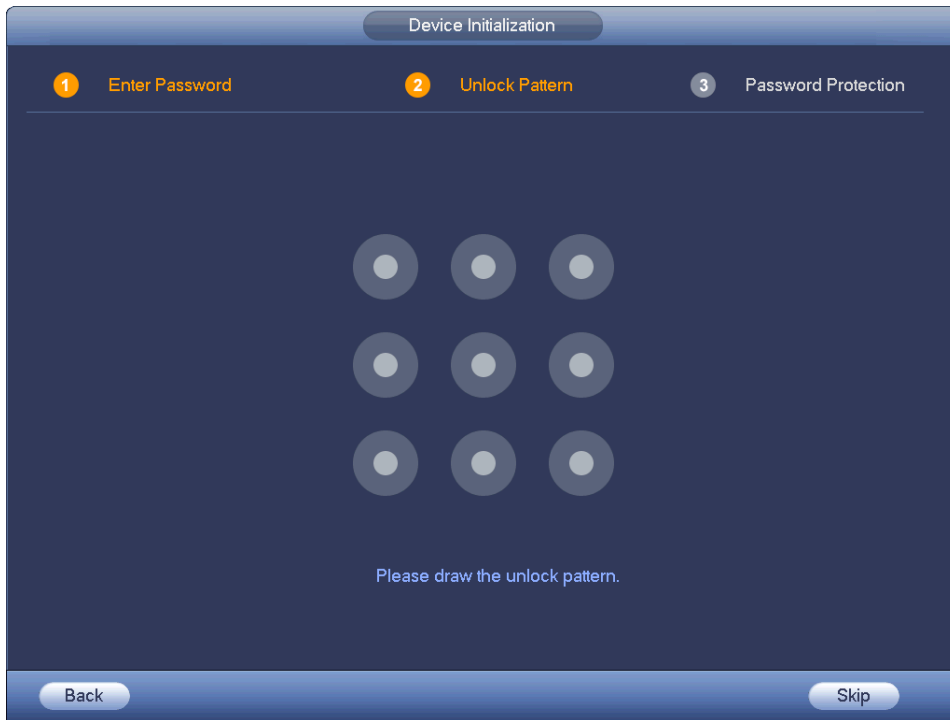 Device Initialization
1 Enter Password 2 Unlock Pattern 3 Password Protection
Please draw the unlock pattern.
Back Skip